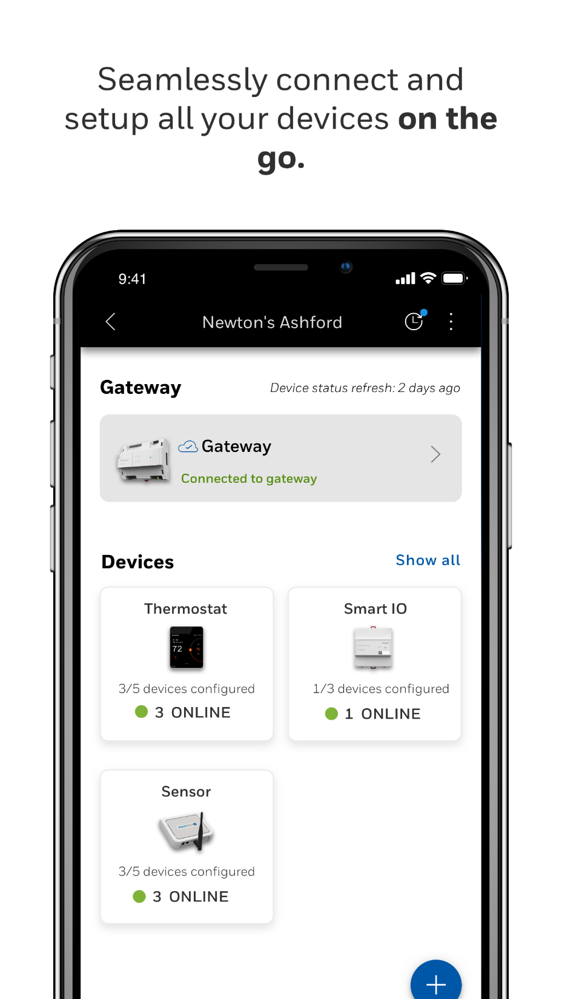 Seamlessly connect and
setup all your devices on the
go.
9:41
Newton's Ashford
Gateway
Device status refresh: 2 days ago
Gateway
Connected to gateway
Devices
Show all
Thermostat
Smart IO
72
3/5 devices configured
1/3 devices configured
3 ONLINE
1 ONLINE
Sensor
3/5 devices configured
3 ONLINE